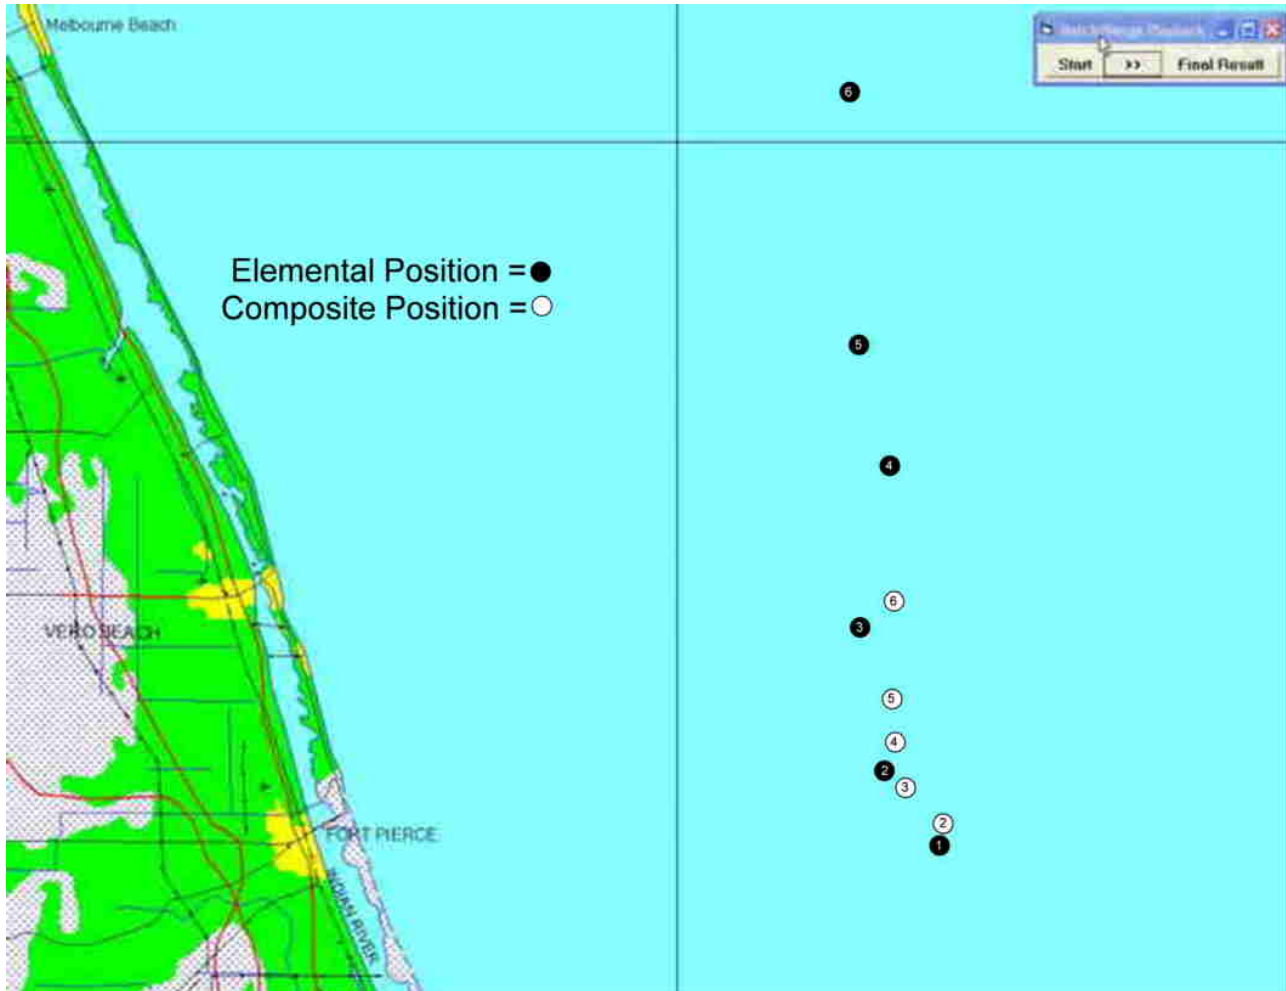 Melbourne Beach
Start >> Final Result
6
Elemental Position =
Composite Position =
5
4
6
3
VERO BEACH
5
4
2
3
2
FORT PIERCE
1
INDIAN RIVER